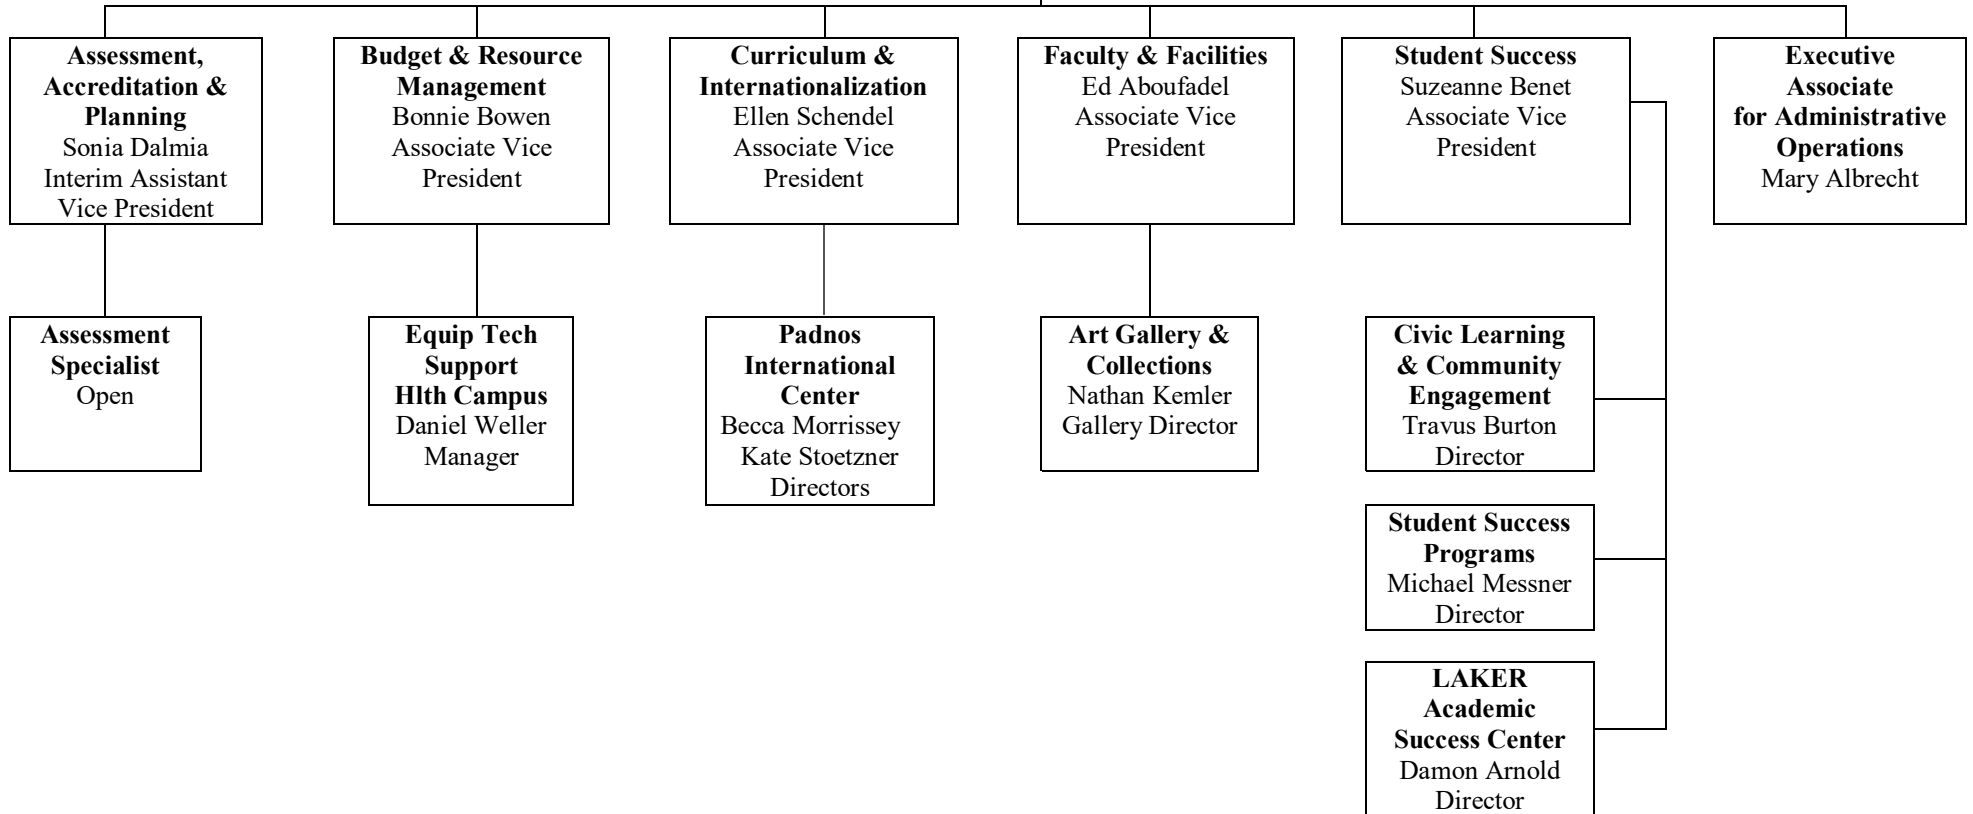 Assessment,
Accreditation &
Planning
Sonia Dalmia
Interim Assistant
Vice President
Budget & Resource
Management
Bonnie Bowen
Associate Vice
President
Curriculum &
Internationalization
Ellen Schendel
Associate Vice
President
Faculty & Facilities
Ed Aboufadel
Associate Vice
President
Student Success
Suzeanne Benet
Associate Vice
President
Executive
Associate
for Administrative
Operations
Mary Albrecht
Assessment
Specialist
Open
Equip Tech
Support
Hlth Campus
Daniel Weller
Manager
Padnos
International
Center
Becca Morrissey
Kate Stoetzner
Directors
Art Gallery &
Collections
Nathan Kemler
Gallery Director
Civic Learning
& Community
Engagement
Travus Burton
Director
Student Success
Programs
Michael Messner
Director
LAKER
Academic
Success Center
Damon Arnold
Director